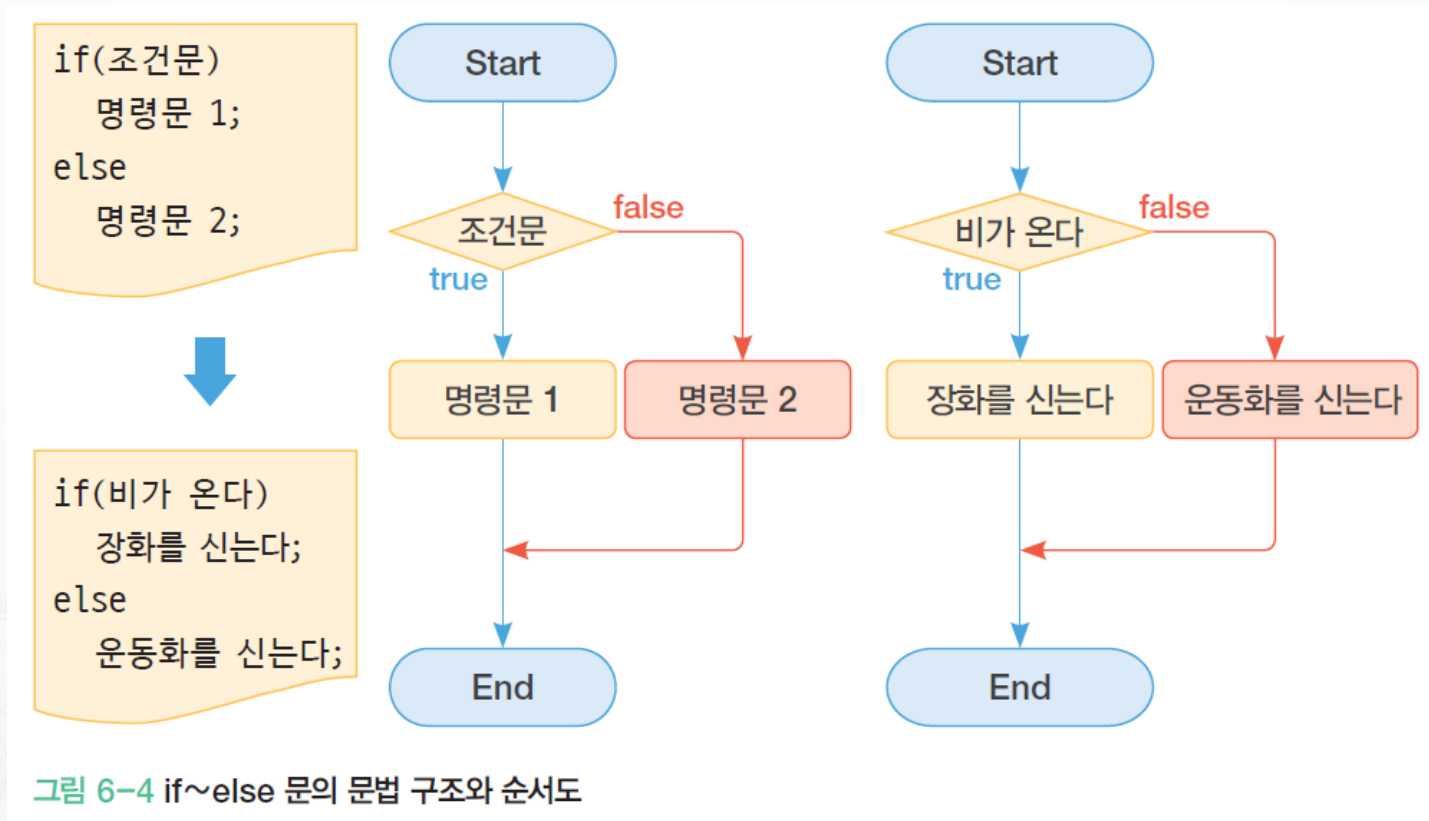 if(조건문)
명령문 1;
else
명령문 2;
if(비가 온다)
장화를 신는다;
else
운동화를 신는다;
Start
조건문
false
true
명령문 1
명령문 2
End
Start
비가 온다
false
true
장화를 신는다
운동화를 신는다
End
그림 6-4 if~else 문의 문법 구조와 순서도